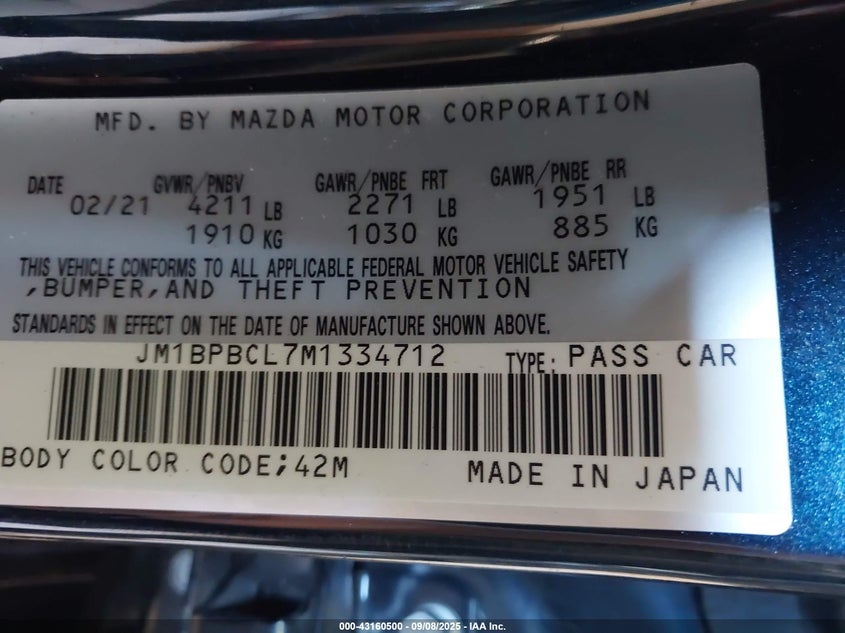 MFD. BY MAZDA MOTOR CORPORATION
DATE GVWR/PNBV GAWR/PNBE FRT GAWR/PNBE RR
02/21 4211 LB 2271 LB 1951 LB
1910 KG 1030 KG 885 KG
THIS VEHICLE CONFORMS TO ALL APPLICABLE FEDERAL MOTOR VEHICLE SAFETY
,BUMPER,AND THEFT PREVENTION
STANDARDS IN EFFECT ON THE DATE OF MANUFACTURE SHOWN ABOVE.
JM1BPBCL7M1334712 TYPE: PASS CAR
BODY COLOR CODE;42M MADE IN JAPAN
000-43160500 - 09/08/2025 - IAA Inc.